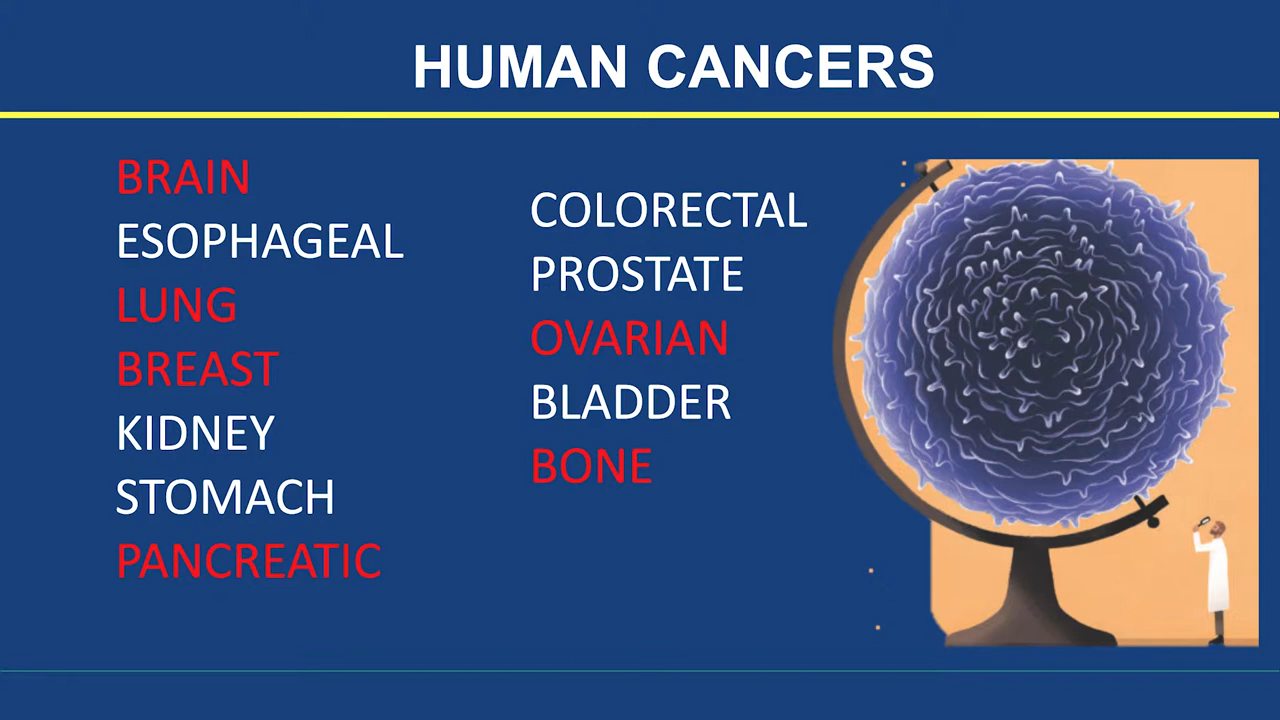 HUMAN CANCERS
BRAIN
ESOPHAGEAL
LUNG
BREAST
KIDNEY
STOMACH
PANCREATIC
COLORECTAL
PROSTATE
OVARIAN
BLADDER
BONE